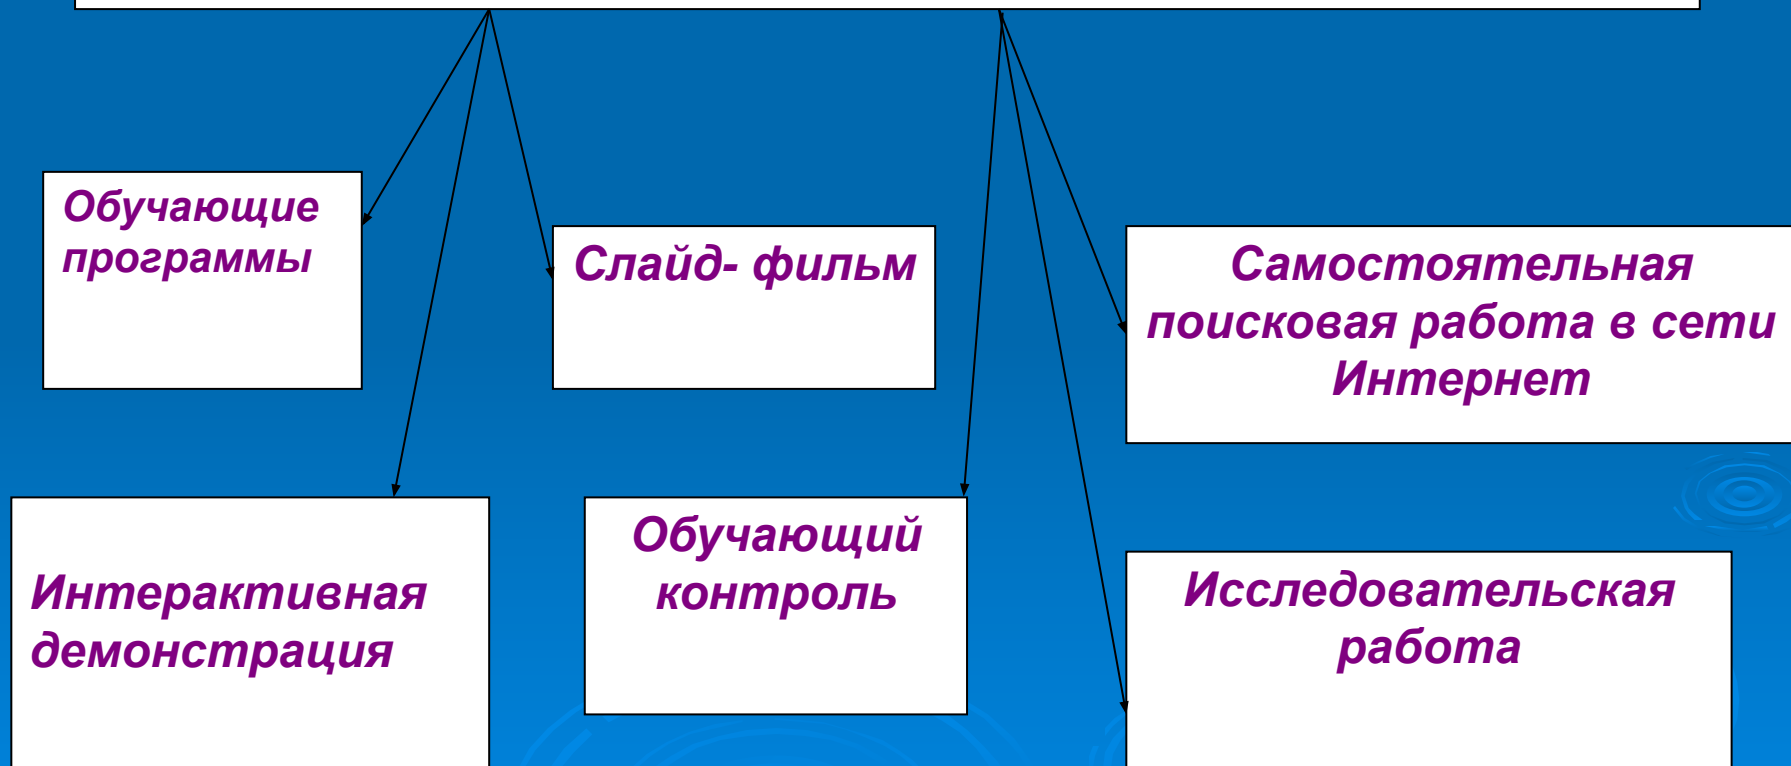 Обучающие
программы
Слайд- фильм
Самостоятельная
поисковая работа в сети
Интернет
Интерактивная
демонстрация
Обучающий
контроль
Исследовательская
работа